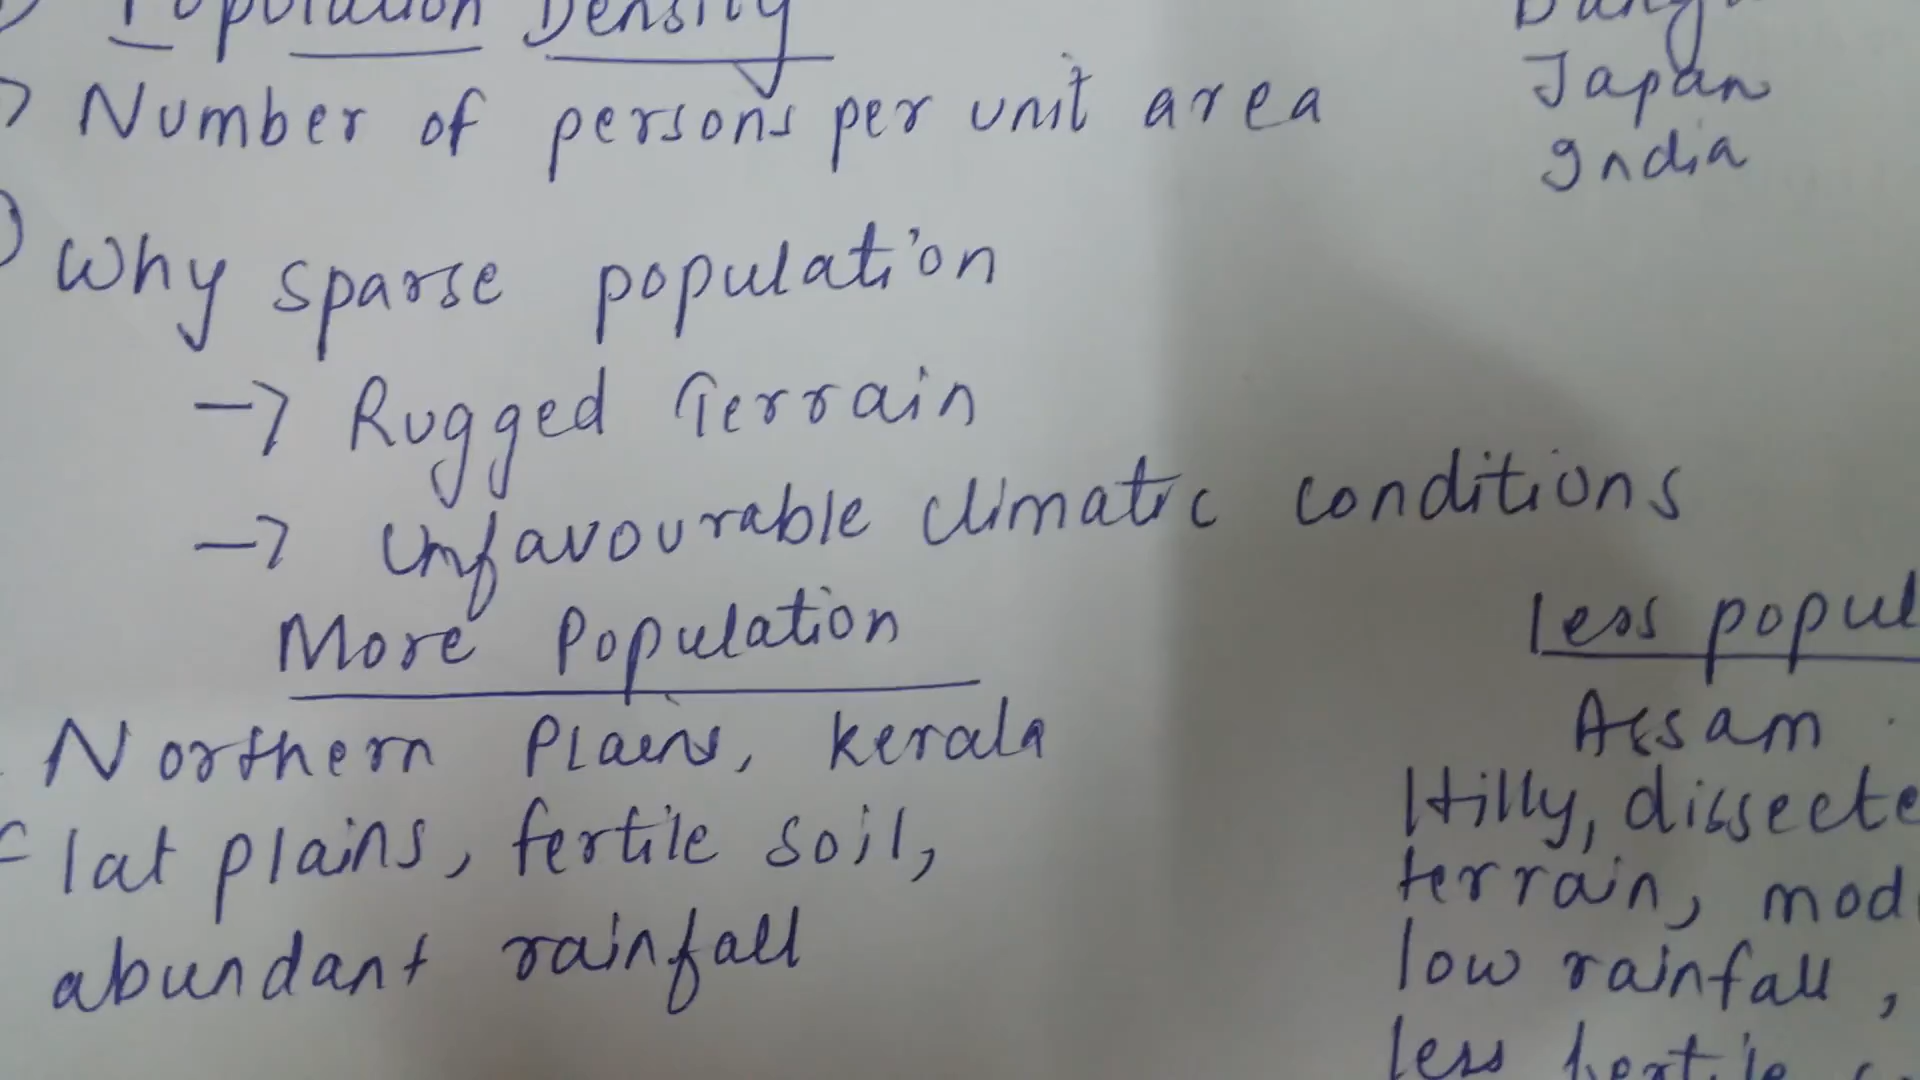 Population Density
Number of persons per unit area
Japan
India
Why sparse population
-> Rugged Terrain
-> Unfavourable climatic conditions
More Population
Northern Plains, Kerala
Flat plains, fertile soil,
abundant rainfall
less popul
Assam
Hilly, dissecte
terrain, mod
low rainfall,
less fertile